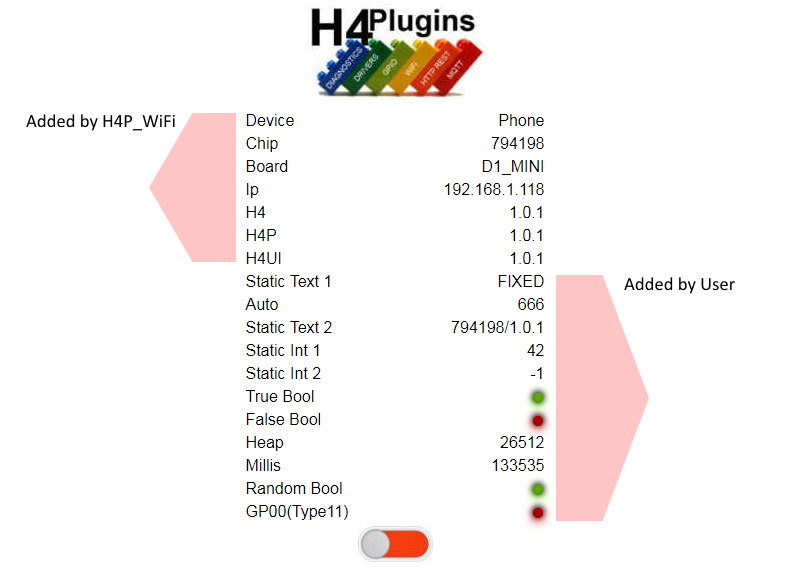 H4Plugins
DIAGNOSTICS
DRIVERS
GPIO
WiFi
HTTP REST
MQTT
Added by H4P_WiFi
Device Phone
Chip 794198
Board D1_MINI
Ip 192.168.1.118
H4 1.0.1
H4P 1.0.1
H4UI 1.0.1
Static Text 1 FIXED
Added by User
Auto 666
Static Text 2 794198/1.0.1
Static Int 1 42
Static Int 2 -1
True Bool
False Bool
Heap 26512
Millis 133535
Random Bool
GP00(Type11)